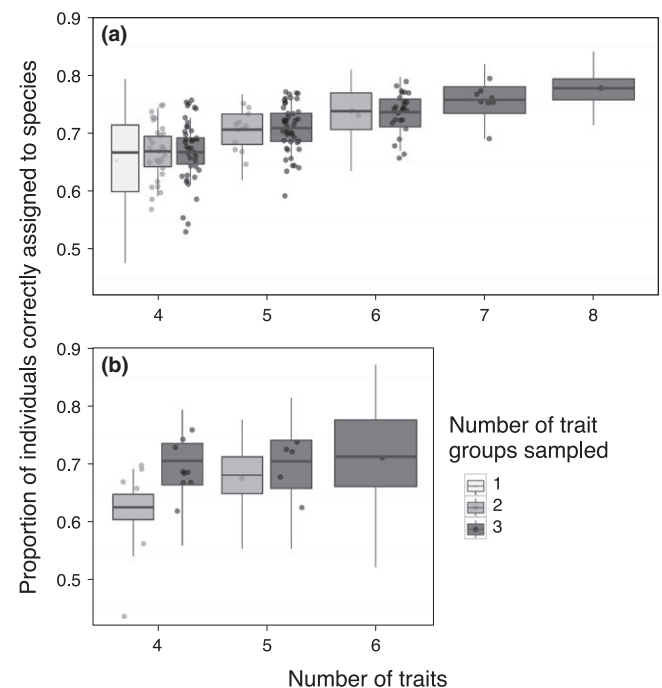 Proportion of individuals correctly assigned to species
(a)
0.9
0.8
0.7
0.6
0.5
4 5 6 7 8
(b)
0.9
0.8
0.7
0.6
0.5
4 5 6
Number of traits
Number of trait
groups sampled
1
2
3